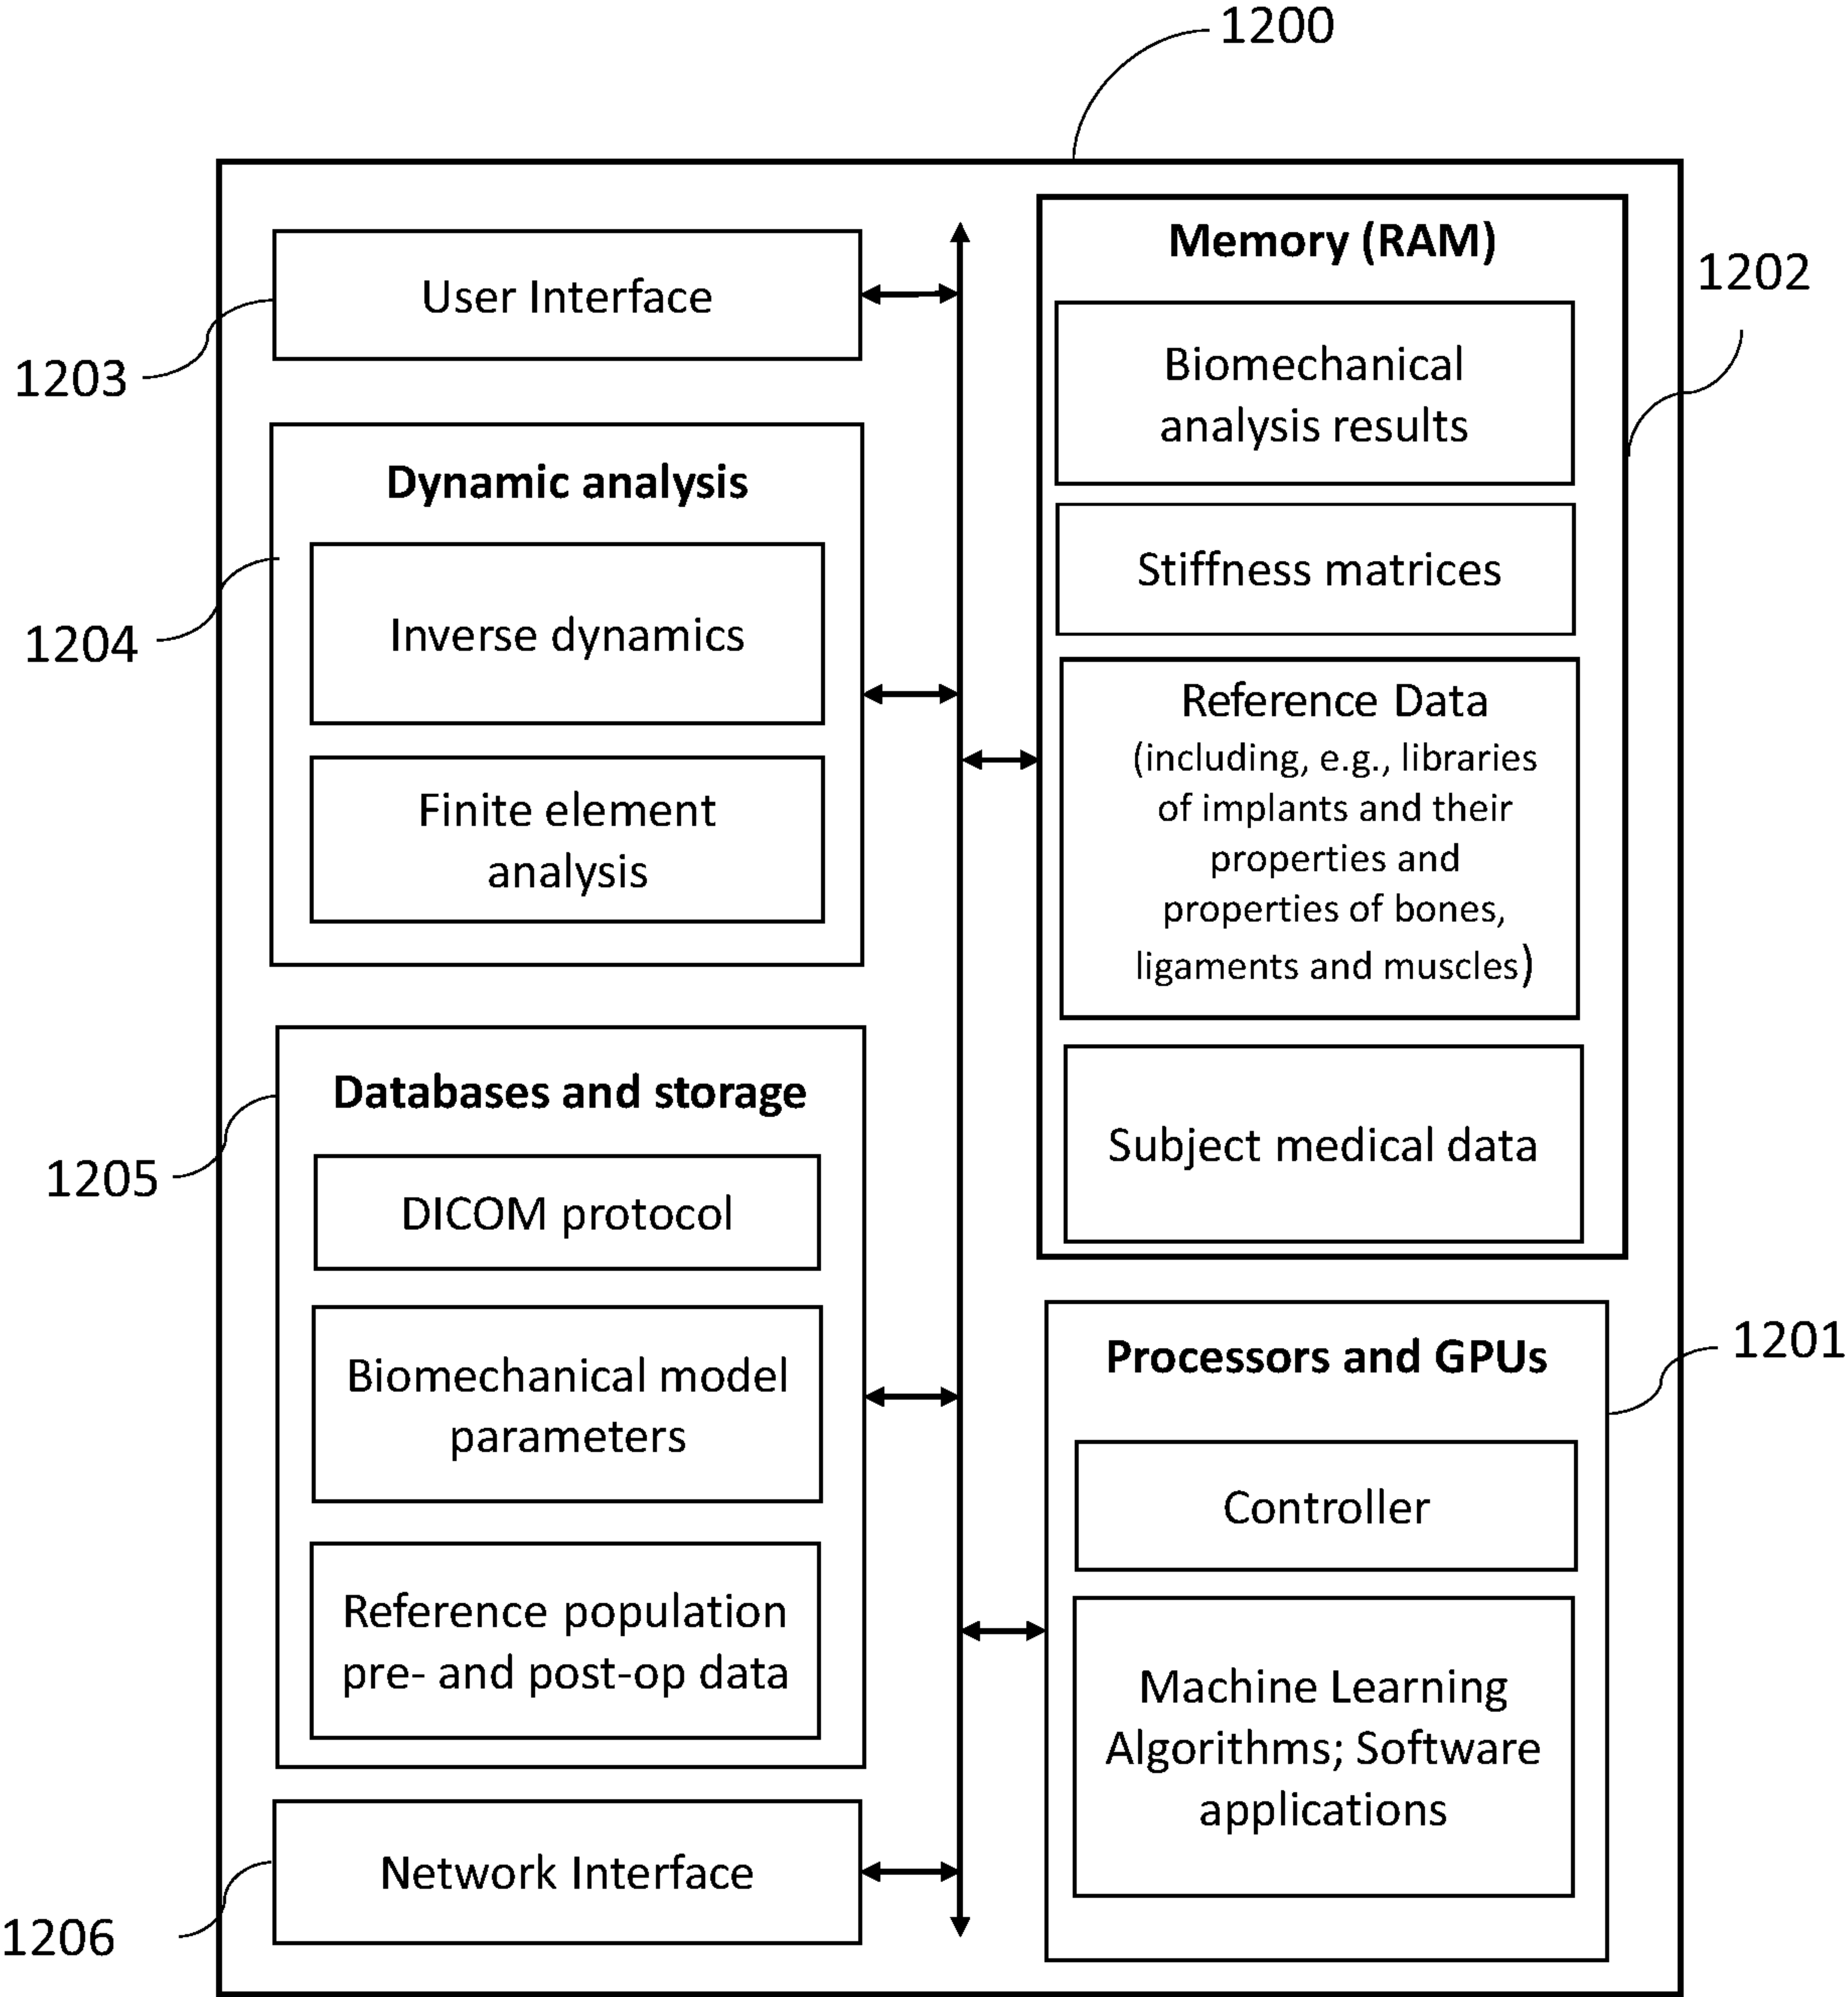 1200
User Interface
1203
Dynamic analysis
Inverse dynamics
Finite element
analysis
1204
Databases and storage
DICOM protocol
Biomechanical model
parameters
Reference population
pre- and post-op data
1205
Network Interface
1206
Memory (RAM)
Biomechanical
analysis results
Stiffness matrices
Reference Data
(including, e.g., libraries
of implants and their
properties and
properties of bones,
ligaments and muscles)
Subject medical data
1202
Processors and GPUs
Controller
Machine Learning
Algorithms; Software
applications
1201